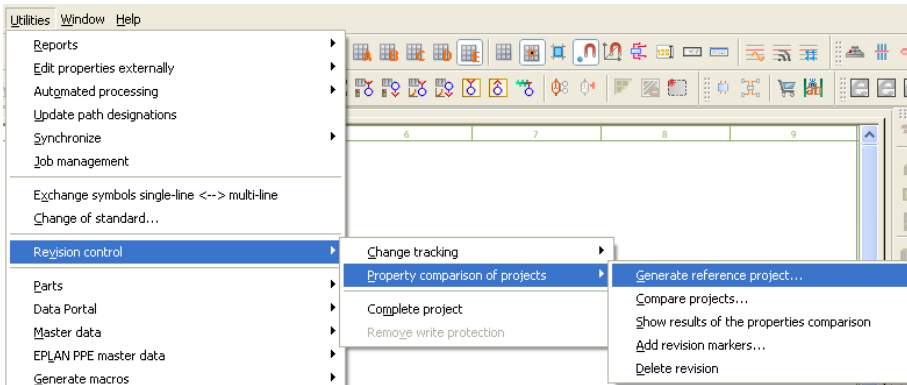 Utilities Window Help
Reports
Edit properties externally
Automated processing
Update path designations
Synchronize
Job management
Exchange symbols single-line <--> multi-line
Change of standard...
Revision control
Parts
Data Portal
Master data
EPLAN PPE master data
Generate macros
6 7 8 9
Change tracking
Property comparison of projects
Complete project
Remove write protection
Generate reference project...
Compare projects...
Show results of the properties comparison
Add revision markers...
Delete revision